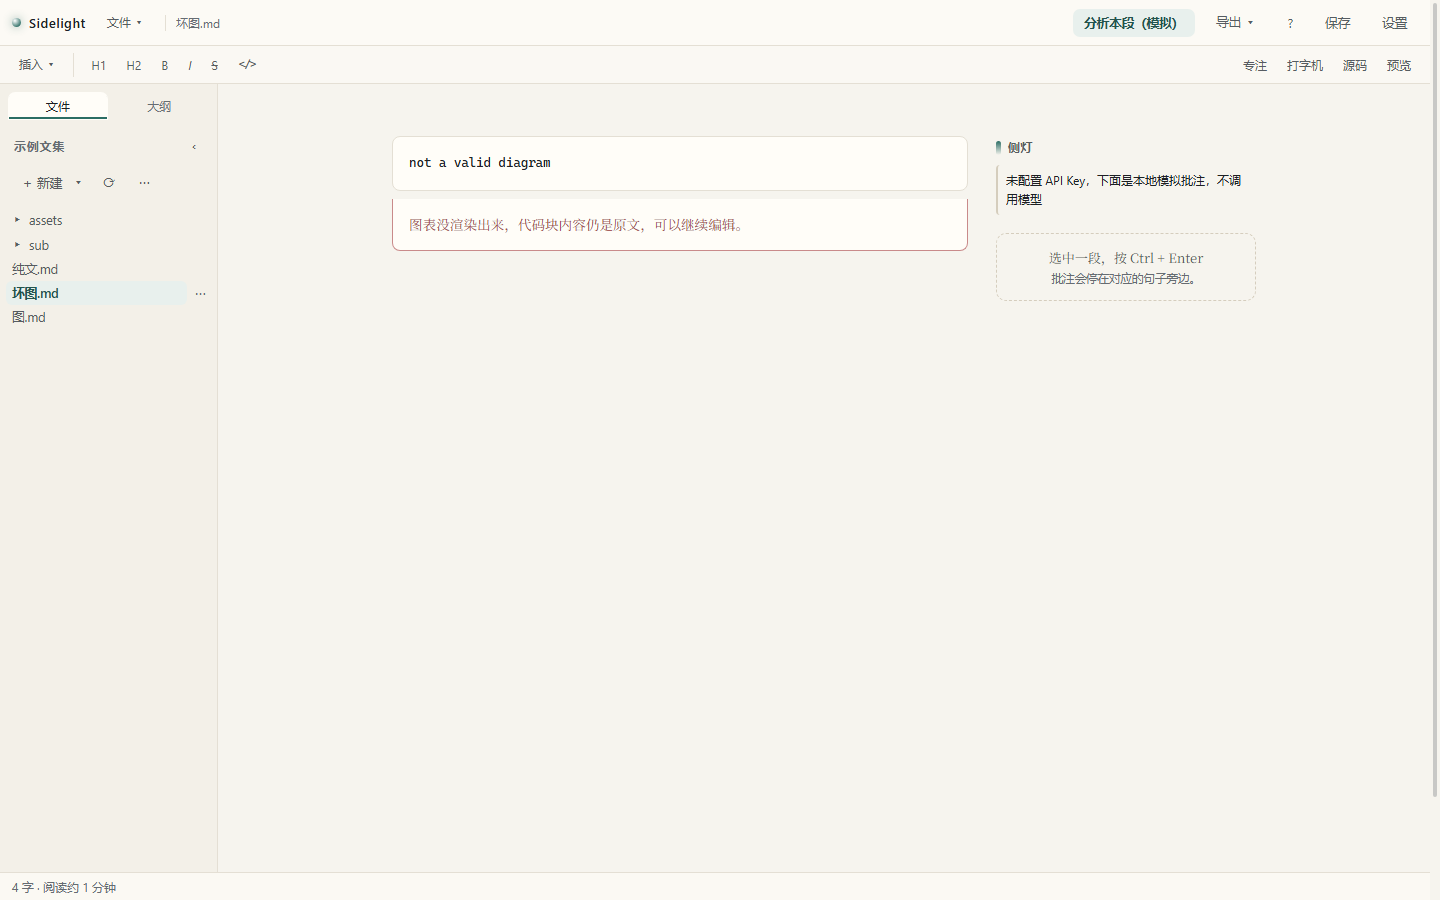 Sidelight 文件 坏图.md 分析本段（模拟） 导出 ? 保存 设置
插入 H1 H2 B I S </> 专注 打字机 源码 预览
文件 大纲
示例文集 ‹
+ 新建 ···
assets
sub
纯文.md
坏图.md ···
图.md
not a valid diagram
图表没渲染出来，代码块内容仍是原文，可以继续编辑。
侧灯
未配置 API Key，下面是本地模拟批注，不调
用模型
选中一段，按 Ctrl + Enter
批注会停在对应的句子旁边。
4 字 · 阅读约 1 分钟